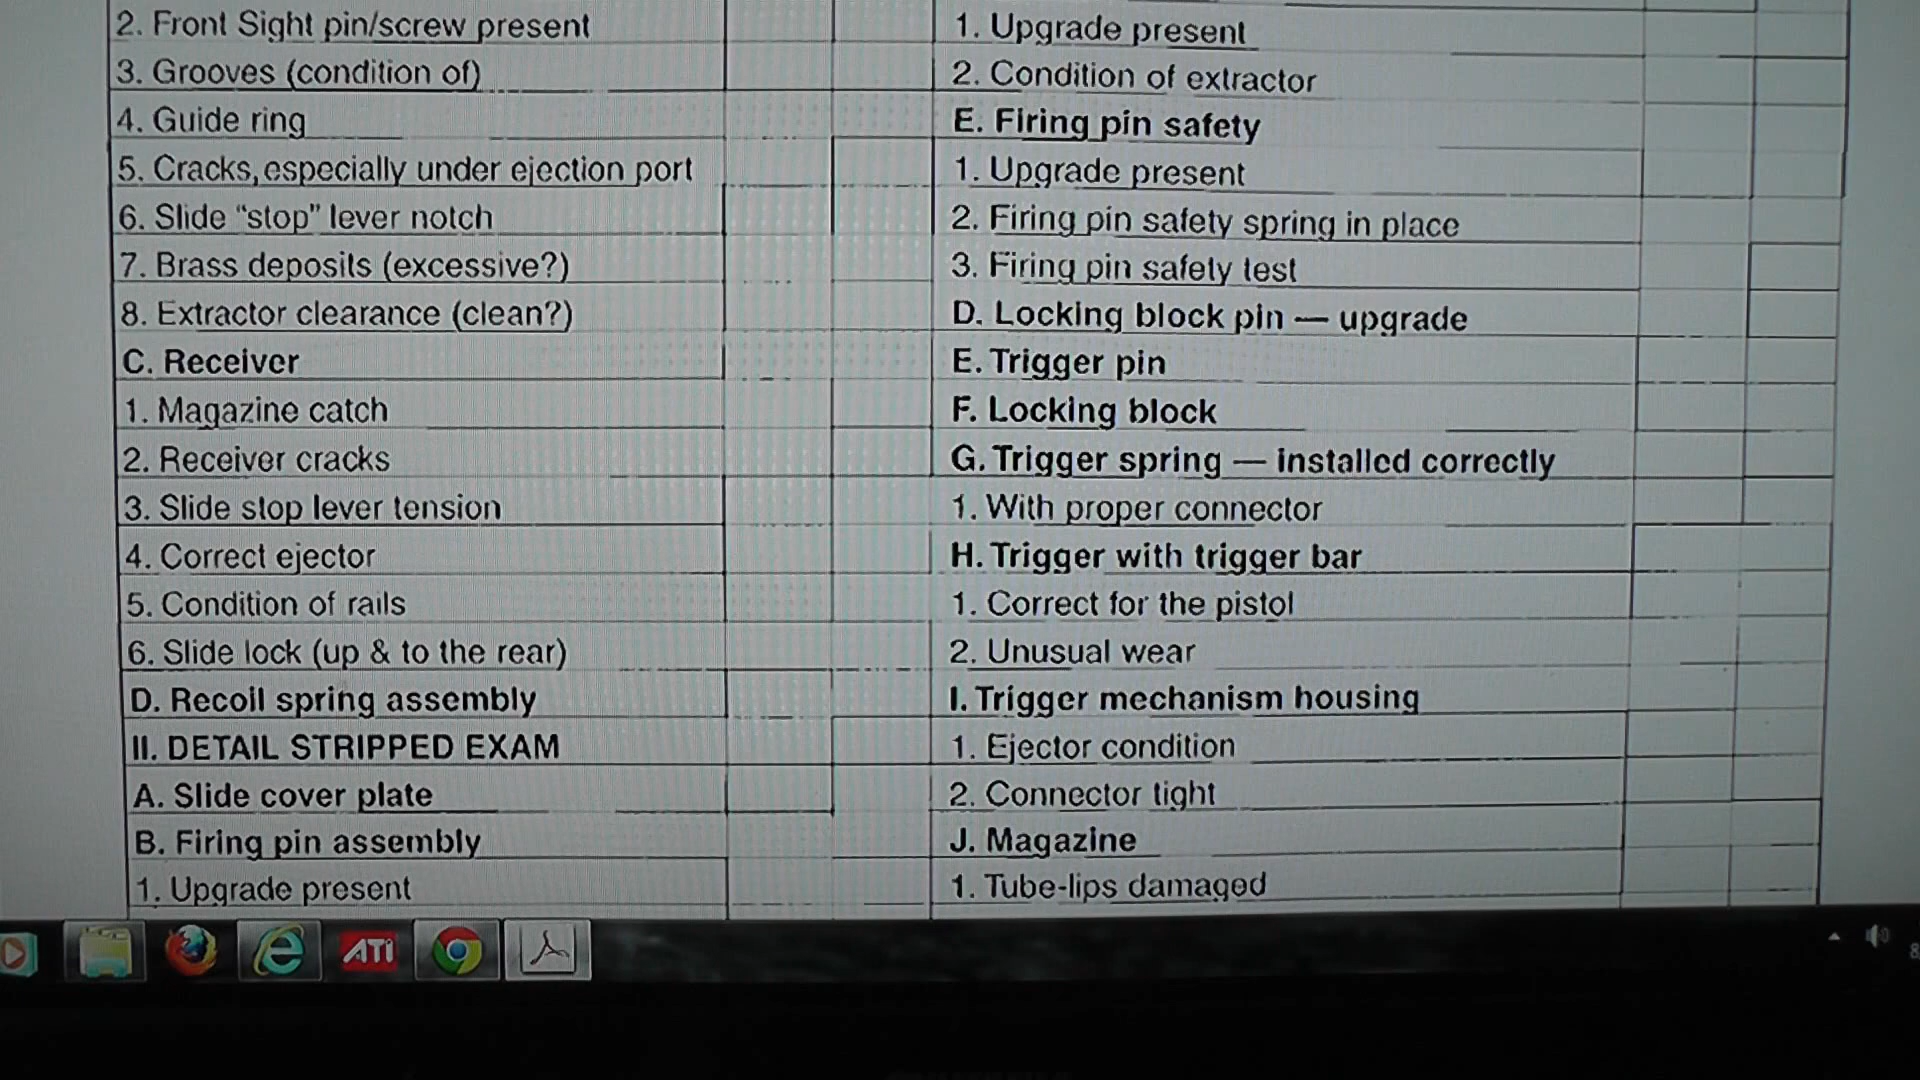 2. Front Sight pin/screw present
3. Grooves (condition of)
4. Guide ring
5. Cracks, especially under ejection port
6. Slide “stop” lever notch
7. Brass deposits (excessive?)
8. Extractor clearance (clean?)
C. Receiver
1. Magazine catch
2. Receiver cracks
3. Slide stop lever tension
4. Correct ejector
5. Condition of rails
6. Slide lock (up & to the rear)
D. Recoil spring assembly
II. DETAIL STRIPPED EXAM
A. Slide cover plate
B. Firing pin assembly
1. Upgrade present
1. Upgrade present
2. Condition of extractor
E. Firing pin safety
1. Upgrade present
2. Firing pin safety spring in place
3. Firing pin safety test
D. Locking block pin — upgrade
E. Trigger pin
F. Locking block
G. Trigger spring — installed correctly
1. With proper connector
H. Trigger with trigger bar
1. Correct for the pistol
2. Unusual wear
I. Trigger mechanism housing
1. Ejector condition
2. Connector tight
J. Magazine
1. Tube-lips damaged
ATI
8